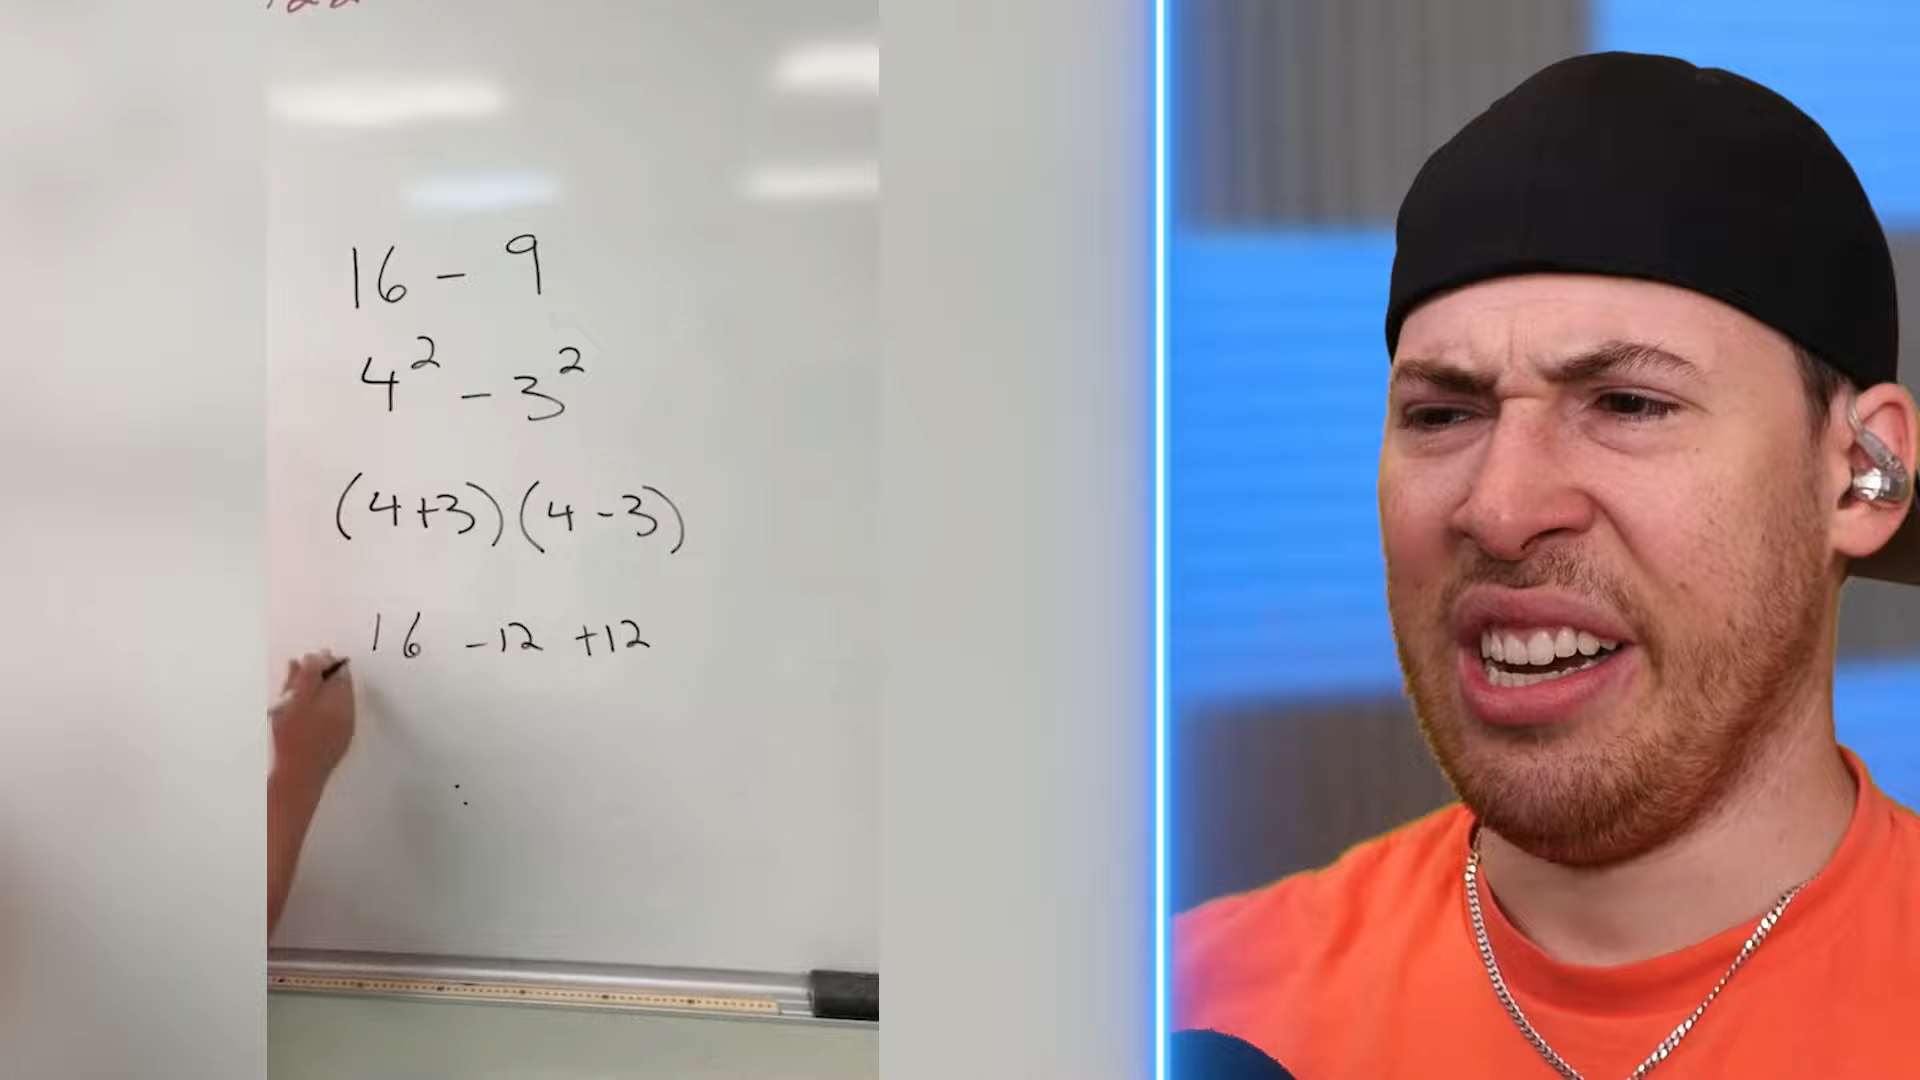 16 - 9
4² - 3²
(4+3)(4-3)
16 -12 +12